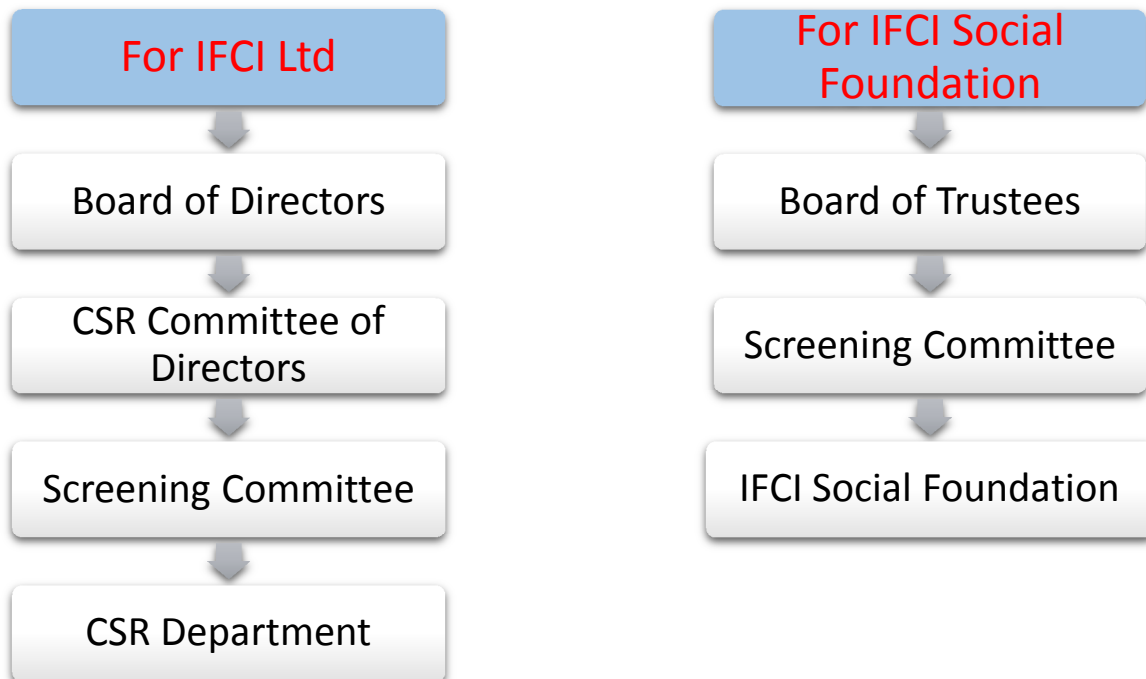 For IFCI Ltd
Board of Directors
CSR Committee of
Directors
Screening Committee
CSR Department
For IFCI Social
Foundation
Board of Trustees
Screening Committee
IFCI Social Foundation